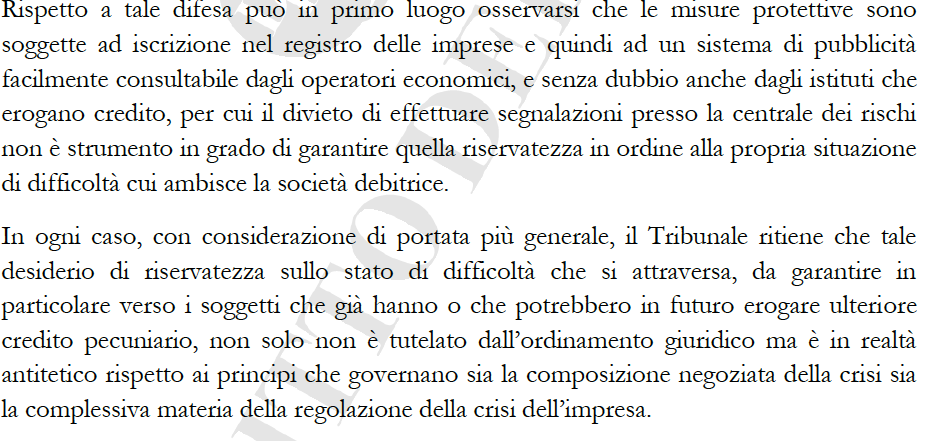 Rispetto a tale difesa può in primo luogo osservarsi che le misure protettive sono
soggette ad iscrizione nel registro delle imprese e quindi ad un sistema di pubblicità
facilmente consultabile dagli operatori economici, e senza dubbio anche dagli istituti che
erogano credito, per cui il divieto di effettuare segnalazioni presso la centrale dei rischi
non è strumento in grado di garantire quella riservatezza in ordine alla propria situazione
di difficoltà cui ambisce la società debitrice.
In ogni caso, con considerazione di portata più generale, il Tribunale ritiene che tale
desiderio di riservatezza sullo stato di difficoltà che si attraversa, da garantire in
particolare verso i soggetti che già hanno o che potrebbero in futuro erogare ulteriore
credito pecuniario, non solo non è tutelato dall'ordinamento giuridico ma è in realtà
antitetico rispetto ai principi che governano sia la composizione negoziata della crisi sia
la complessiva materia della regolazione della crisi dell'impresa.